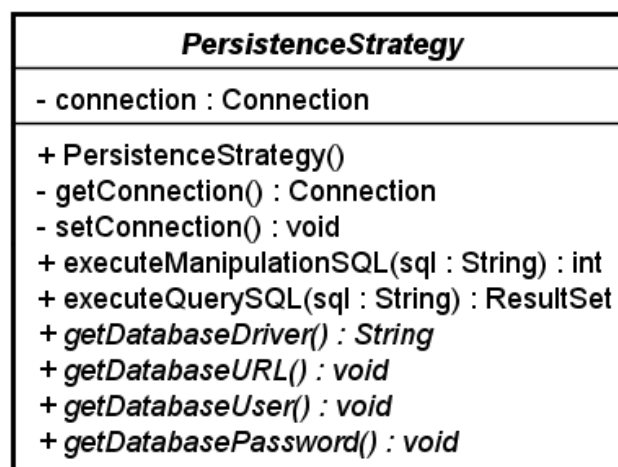 PersistenceStrategy
- connection : Connection
+ PersistenceStrategy()
- getConnection() : Connection
- setConnection() : void
+ executeManipulationSQL(sql : String) : int
+ executeQuerySQL(sql : String) : ResultSet
+ getDatabaseDriver() : String
+ getDatabaseURL() : void
+ getDatabaseUser() : void
+ getDatabasePassword() : void